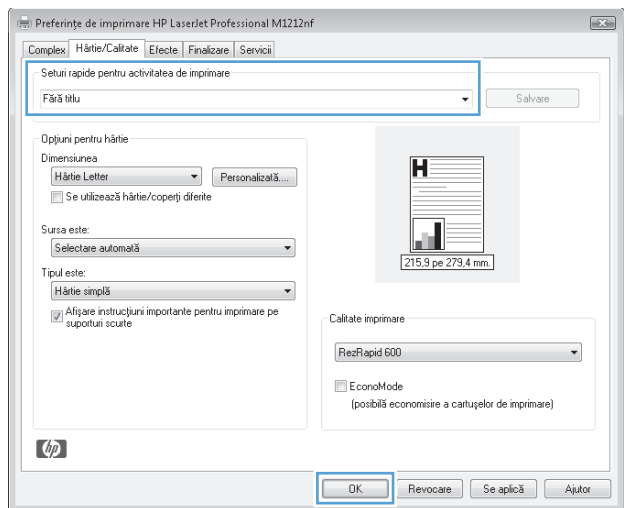 Preferințe de imprimare HP LaserJet Professional M1212nf
Complex
Hârtie/Calitate
Efecte
Finalizare
Servicii
Seturi rapide pentru activitatea de imprimare
Fără titlu
Salvare
Opțiuni pentru hârtie
Dimensiunea
Hârtie Letter
Personalizată....
Se utilizează hârtie/coperți diferite
Sursa este:
Selectare automată
Tipul este:
Hârtie simplă
Afișare instrucțiuni importante pentru imprimare pe
suporturi scurte
H
215,9 pe 279,4 mm.
Calitate imprimare
RezRapid 600
EconoMode
(posibilă economisire a cartușelor de imprimare)
hp
OK
Revocare
Se aplică
Ajutor